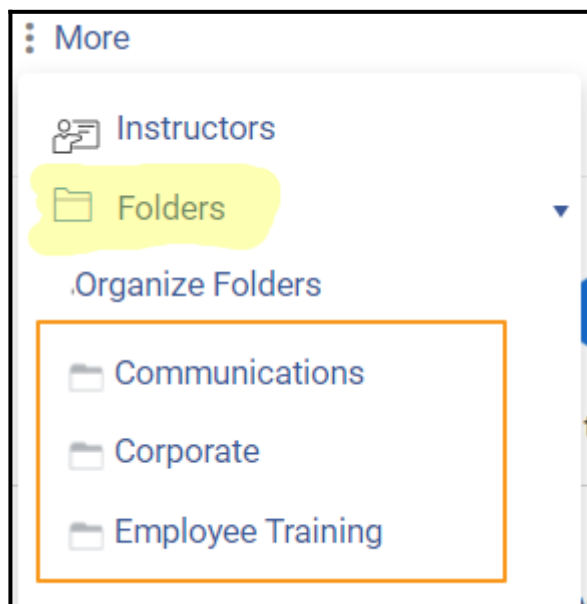 More
Instructors
Folders
Organize Folders
Communications
Corporate
Employee Training